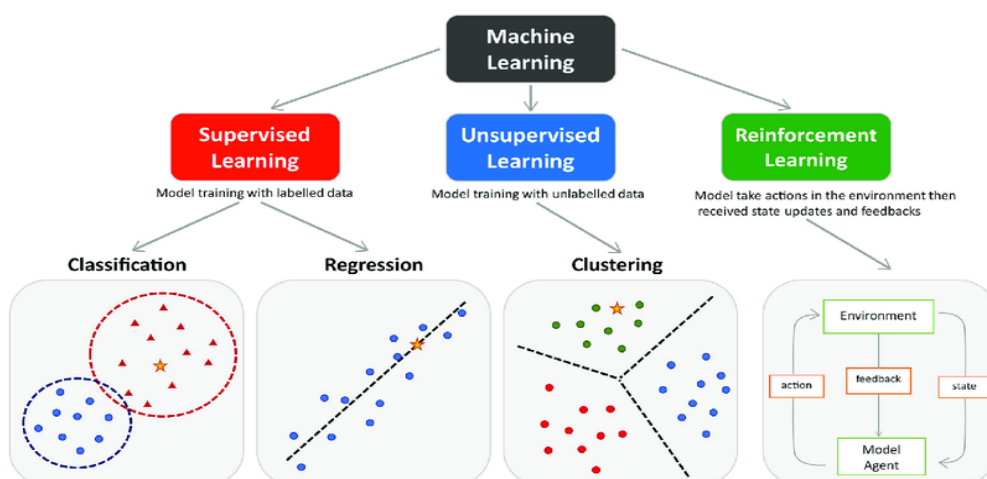 Machine
Learning
Supervised
Learning
Unsupervised
Learning
Reinforcement
Learning
Model training with labelled data
Model training with unlabelled data
Model take actions in the environment then
received state updates and feedbacks
Classification
Regression
Clustering
Environment
action
feedback
state
Model
Agent